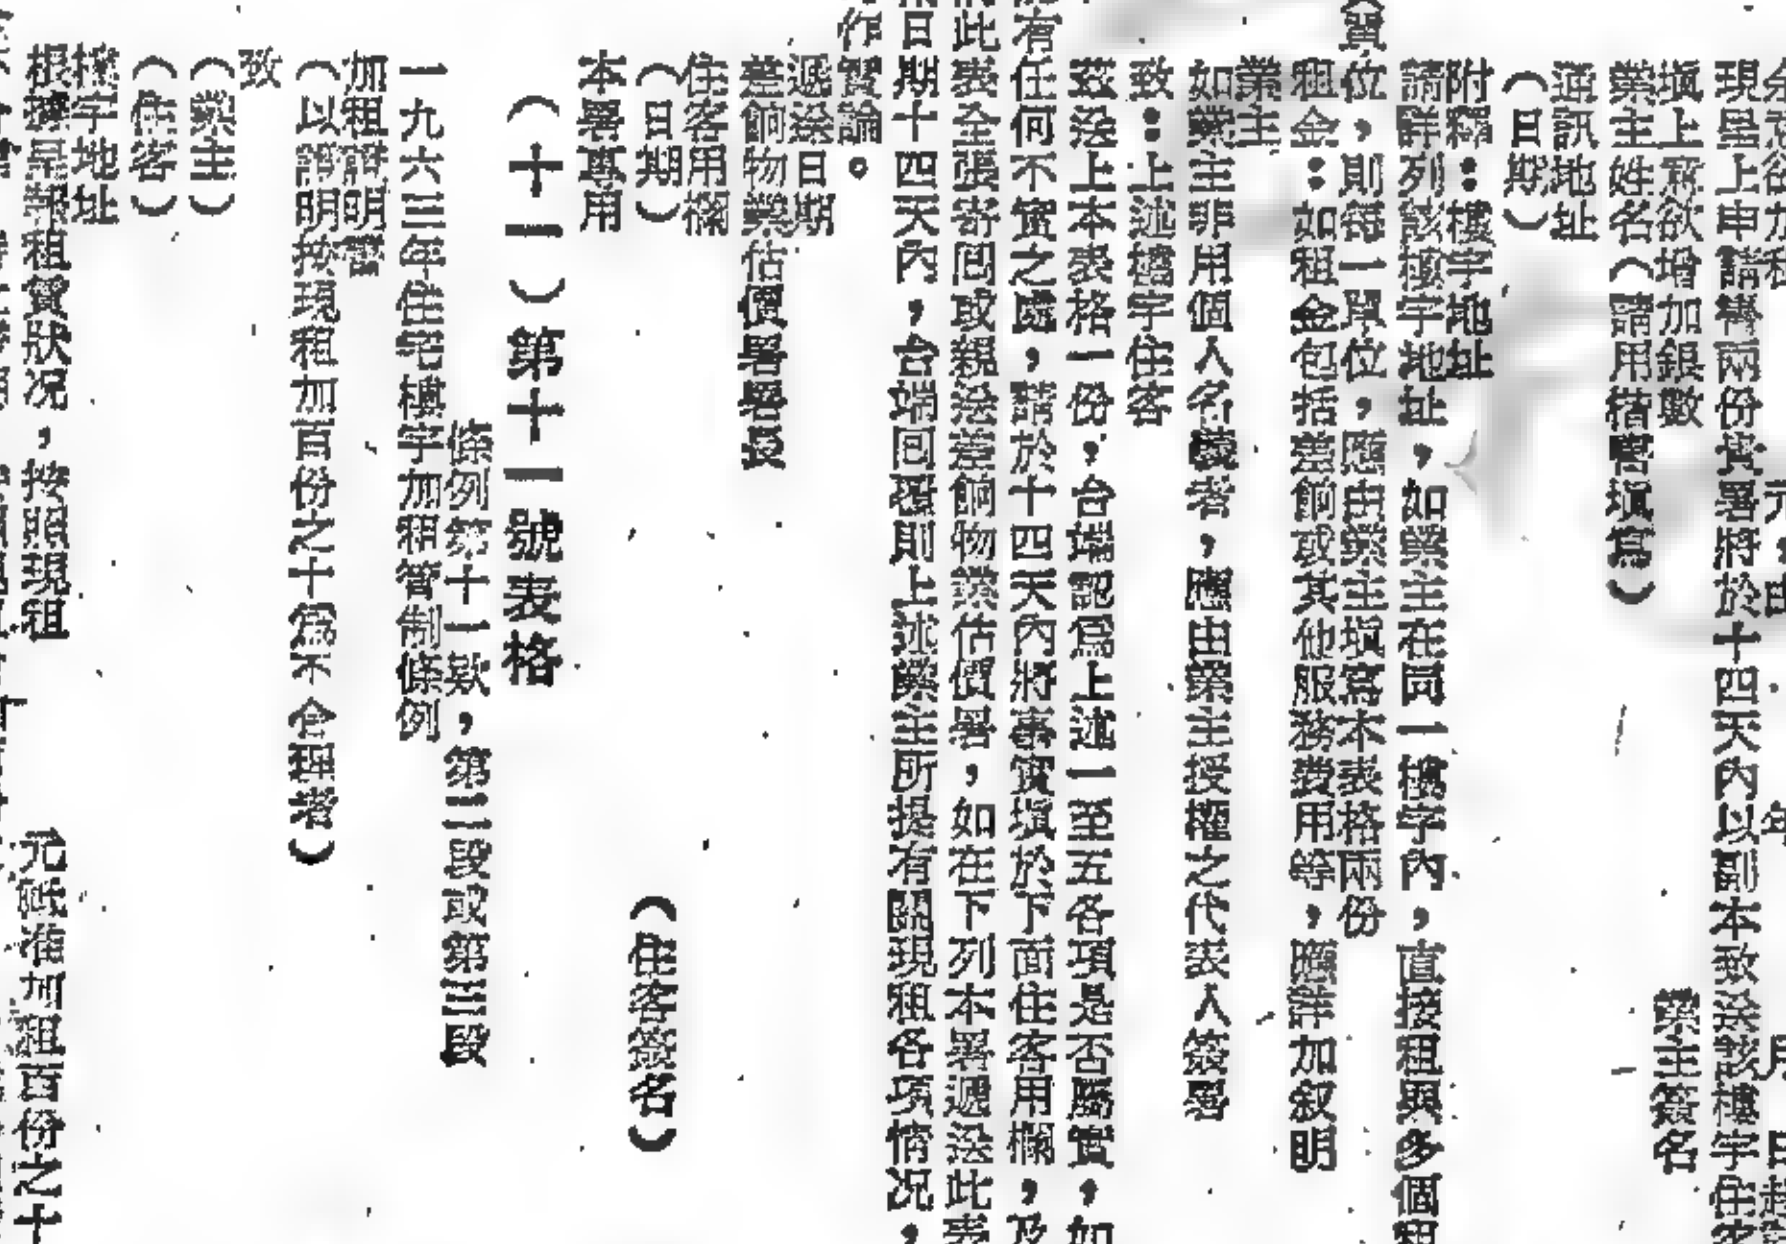 現呈上申請書兩份貴署將於十四天內以副本致送該樓宇住客
業主簽名
填上意欲增加銀數
業主姓名（請用楷書填寫）
通訊地址
（日期）
附釋：樓宇地址
請詳列該樓宇地址，如業主在同一樓宇內，直接租與多個租
位，則每一單位，應由業主填寫本表格兩份
租金：如租金包括差餉或其他服務費用等，應詳加叙明
業主
如業主非用個人名義者，應由業主授權之代表人簽署
致：上述樓宇住客
茲送上本表格一份，台端認爲上述一至五各項是否屬實，如
有任何不實之處，請於十四天內將事實填於下面住客用欄，及
此表全張寄回或親送差餉物業估價署，如在下列本署遞送此表
日期十四天內，台端回覆則上述業主所提有關現租各項情况，
作實論。
遞送日期
差餉物業估價署署長
住客用欄
（日期）
（住客簽名）
本署專用
（十一）第十一號表格
條例第十一欵，第二段或第三段
一九六三年住宅樓宇加租管制條例
加租證明書
（以證明按現租加百份之十爲不合理者）
致
（業主）
（住客）
樓宇地址
根據呈報租賃狀况，按照現租
元批准加租百份之十